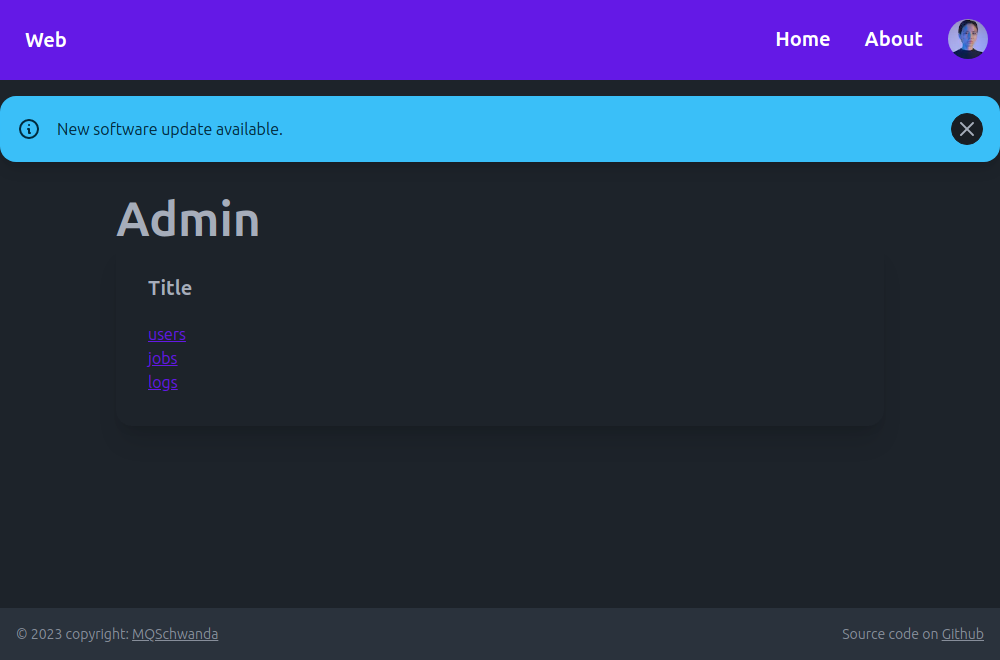 Web Home About
New software update available.
Admin
Title
users
jobs
logs
© 2023 copyright: MQSchwanda Source code on Github